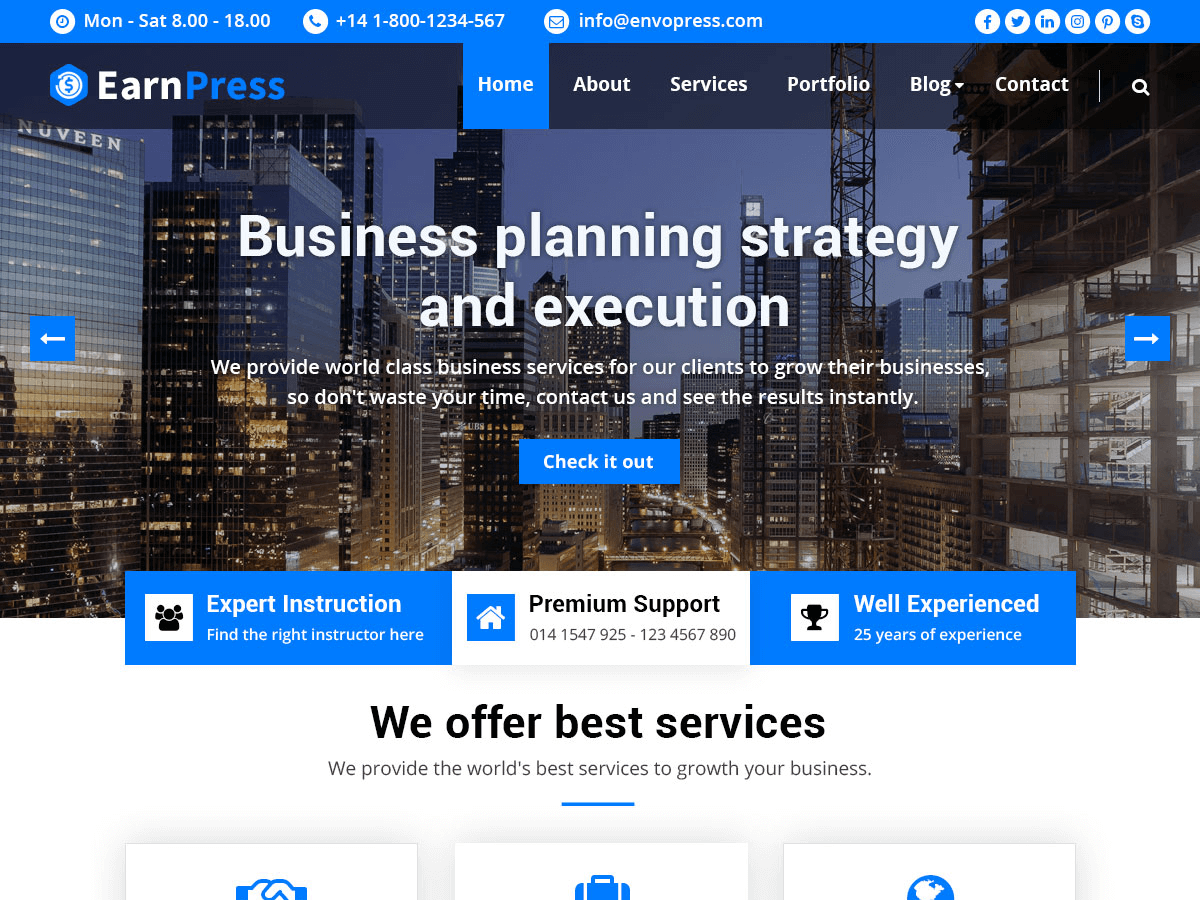 Mon - Sat 8.00 - 18.00 +14 1-800-1234-567 info@envopress.com
EarnPress Home About Services Portfolio Blog Contact
NUVEEN
Business planning strategy
and execution
We provide world class business services for our clients to grow their businesses,
so don't waste your time, contact us and see the results instantly.
UBS
Check it out
Expert Instruction
Find the right instructor here
Premium Support
014 1547 925 - 123 4567 890
Well Experienced
25 years of experience
We offer best services
We provide the world's best services to growth your business.